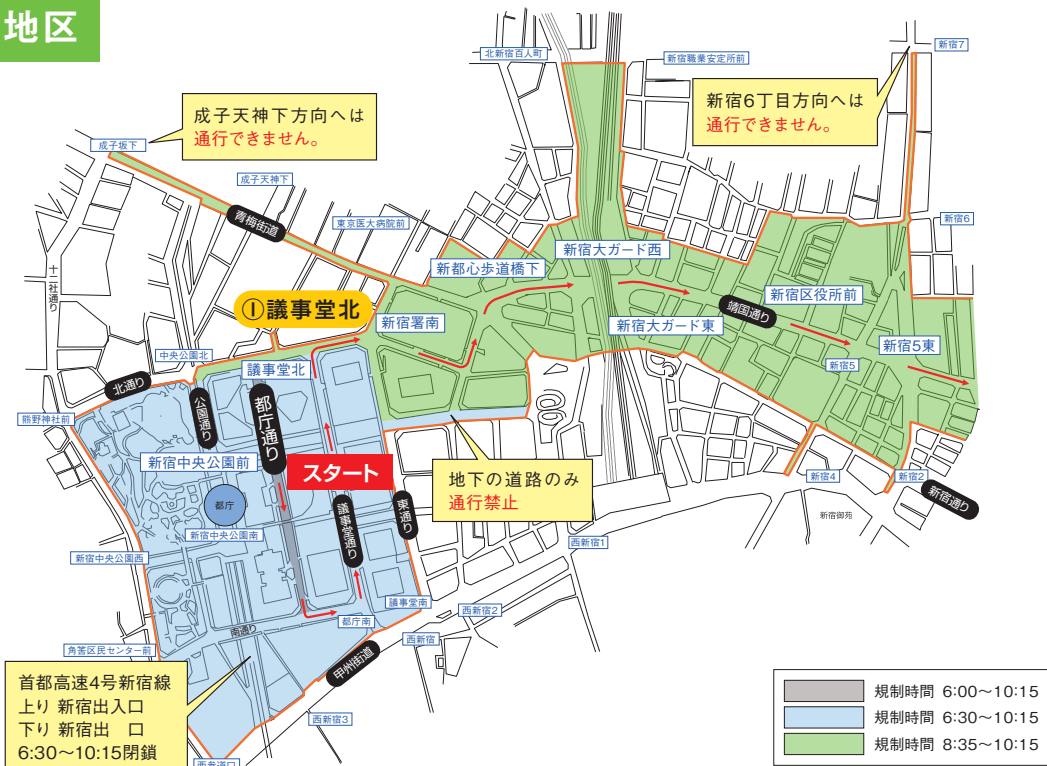 地区
北新宿百人町
新宿職業安定所前
新宿7
成子天神下方向へは
通行できません。
新宿6丁目方向へは
通行できません。
成子坂下
成子天神下
青梅街道
東京医大病院前
新宿6
十二社通り
新都心歩道橋下
新宿大ガード西
①議事堂北
新宿署南
新宿大ガード東
靖国通り
新宿区役所前
新宿5東
新宿5
中央公園北
議事堂北
北通り
公園通り
都庁通り
熊野神社前
新宿中央公園前
スタート
地下の道路のみ
通行禁止
新宿4
新宿2
新宿通り
都庁
議事堂通り
東通り
新宿御苑
新宿中央公園南
新宿中央公園西
西新宿1
議事堂南
西新宿2
都庁南
南通り
西新宿
角筈区民センター前
甲州街道
首都高速4号新宿線
上り 新宿出入口
下り 新宿出 口
6:30~10:15閉鎖
西新宿3
西参道口
規制時間 6:00~10:15
規制時間 6:30~10:15
規制時間 8:35~10:15